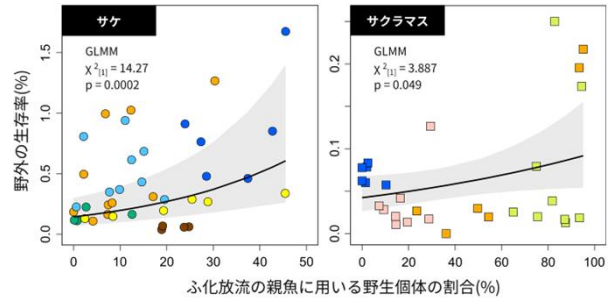 サケ
サクラマス
GLMM
χ²[1] = 14.27
p = 0.0002
GLMM
χ²[1] = 3.887
p = 0.049
野外の生存率(%)
1.5
1.0
0.5
0.0
0.2
0.1
0.0
0 10 20 30 40 50
0 20 40 60 80 100
ふ化放流の親魚に用いる野生個体の割合(%)